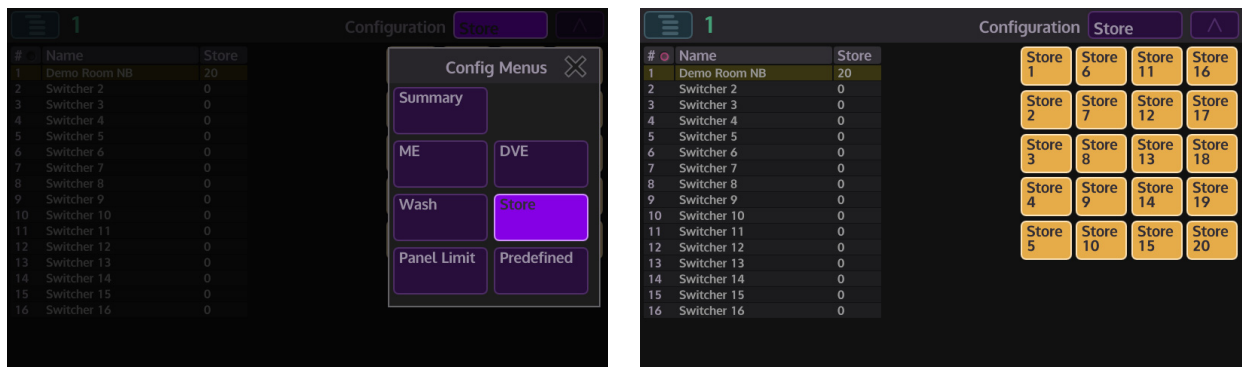 1 Configuration Store
# Name Store
1 Demo Room NB 20
2 Switcher 2 0
3 Switcher 3 0
4 Switcher 4 0
5 Switcher 5 0
6 Switcher 6 0
7 Switcher 7 0
8 Switcher 8 0
9 Switcher 9 0
10 Switcher 10 0
11 Switcher 11 0
12 Switcher 12 0
13 Switcher 13 0
14 Switcher 14 0
15 Switcher 15 0
16 Switcher 16 0
Config Menus
Summary
ME DVE
Wash Store
Panel Limit Predefined
1 Configuration Store
# Name Store
1 Demo Room NB 20
2 Switcher 2 0
3 Switcher 3 0
4 Switcher 4 0
5 Switcher 5 0
6 Switcher 6 0
7 Switcher 7 0
8 Switcher 8 0
9 Switcher 9 0
10 Switcher 10 0
11 Switcher 11 0
12 Switcher 12 0
13 Switcher 13 0
14 Switcher 14 0
15 Switcher 15 0
16 Switcher 16 0
Store Store Store Store
1 6 11 16
Store Store Store Store
2 7 12 17
Store Store Store Store
3 8 13 18
Store Store Store Store
4 9 14 19
Store Store Store Store
5 10 15 20